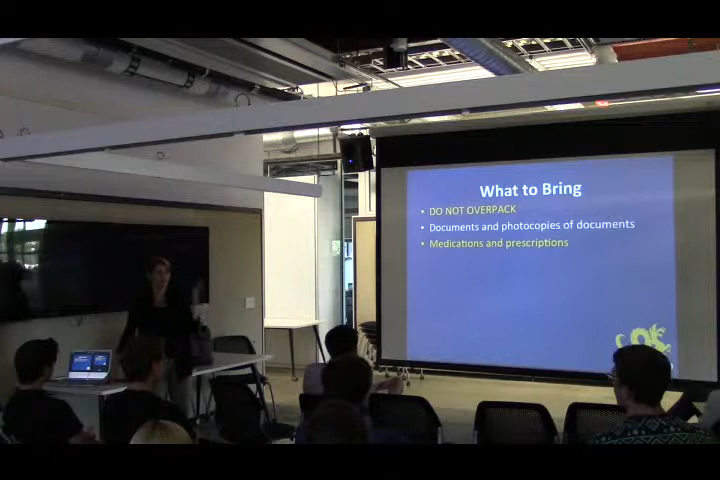 What to Bring
• DO NOT OVERPACK
• Documents and photocopies of documents
• Medications and prescriptions